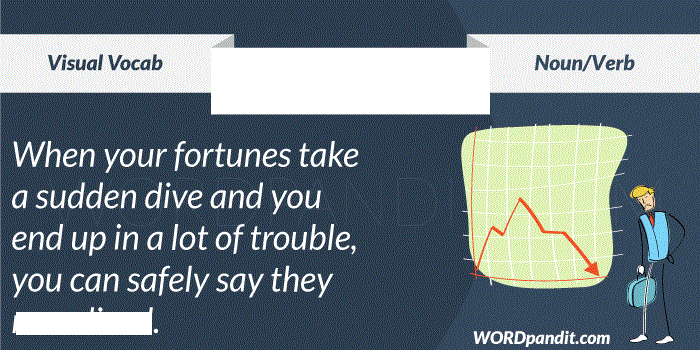 Visual Vocab
Noun/Verb
When your fortunes take
a sudden dive and you
end up in a lot of trouble,
you can safely say they
.
WORDpandit.com